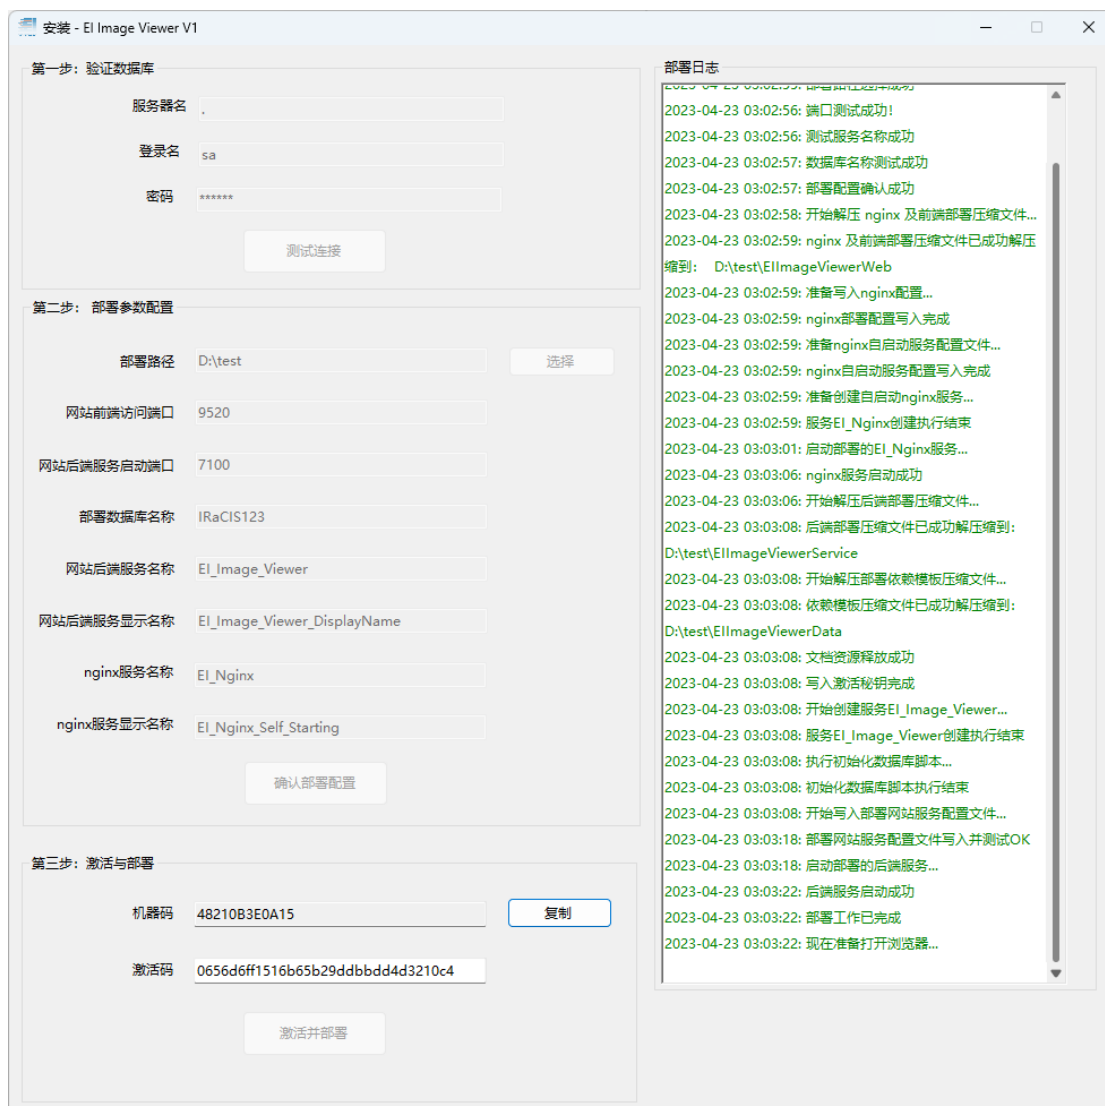 安装 - EI Image Viewer V1
第一步：验证数据库
服务器名 .
登录名 sa
密码 ******
测试连接
第二步： 部署参数配置
部署路径 D:\test 选择
网站前端访问端口 9520
网站后端服务启动端口 7100
部署数据库名称 IRaCIS123
网站后端服务名称 EI_Image_Viewer
网站后端服务显示名称 EI_Image_Viewer_DisplayName
nginx服务名称 EI_Nginx
nginx服务显示名称 EI_Nginx_Self_Starting
确认部署配置
第三步：激活与部署
机器码 48210B3E0A15 复制
激活码 0656d6ff1516b65b29ddbbdd4d3210c4
激活并部署
部署日志
2023-04-23 03:02:56: 端口测试成功!
2023-04-23 03:02:56: 测试服务名称成功
2023-04-23 03:02:57: 数据库名称测试成功
2023-04-23 03:02:57: 部署配置确认成功
2023-04-23 03:02:58: 开始解压 nginx 及前端部署压缩文件...
2023-04-23 03:02:59: nginx 及前端部署压缩文件已成功解压
缩到： D:\test\EIImageViewerWeb
2023-04-23 03:02:59: 准备写入nginx配置...
2023-04-23 03:02:59: nginx部署配置写入完成
2023-04-23 03:02:59: 准备nginx自启动服务配置文件...
2023-04-23 03:02:59: nginx自启动服务配置写入完成
2023-04-23 03:02:59: 准备创建自启动nginx服务...
2023-04-23 03:02:59: 服务EI_Nginx创建执行结束
2023-04-23 03:03:01: 启动部署的EI_Nginx服务...
2023-04-23 03:03:06: nginx服务启动成功
2023-04-23 03:03:06: 开始解压后端部署压缩文件...
2023-04-23 03:03:08: 后端部署压缩文件已成功解压缩到：
D:\test\EIImageViewerService
2023-04-23 03:03:08: 开始解压部署依赖模板压缩文件...
2023-04-23 03:03:08: 依赖模板压缩文件已成功解压缩到：
D:\test\EIImageViewerData
2023-04-23 03:03:08: 文档资源释放成功
2023-04-23 03:03:08: 写入激活秘钥完成
2023-04-23 03:03:08: 开始创建服务EI_Image_Viewer...
2023-04-23 03:03:08: 服务EI_Image_Viewer创建执行结束
2023-04-23 03:03:08: 执行初始化数据库脚本...
2023-04-23 03:03:08: 初始化数据库脚本执行结束
2023-04-23 03:03:08: 开始写入部署网站服务配置文件...
2023-04-23 03:03:18: 部署网站服务配置文件写入并测试OK
2023-04-23 03:03:18: 启动部署的后端服务...
2023-04-23 03:03:22: 后端服务启动成功
2023-04-23 03:03:22: 部署工作已完成
2023-04-23 03:03:22: 现在准备打开浏览器...